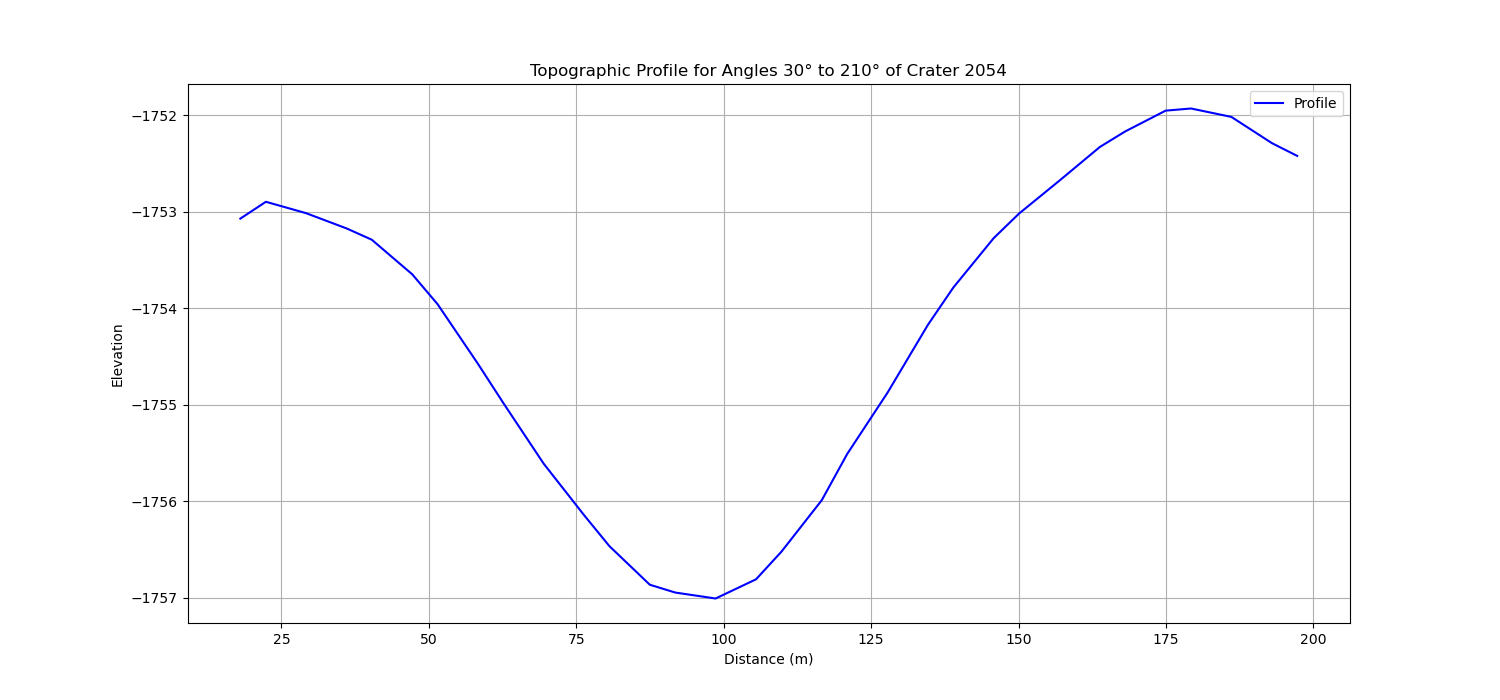 Topographic Profile for Angles 30° to 210° of Crater 2054
Profile
−1752
−1753
−1754
−1755
−1756
−1757
Elevation
25 50 75 100 125 150 175 200
Distance (m)